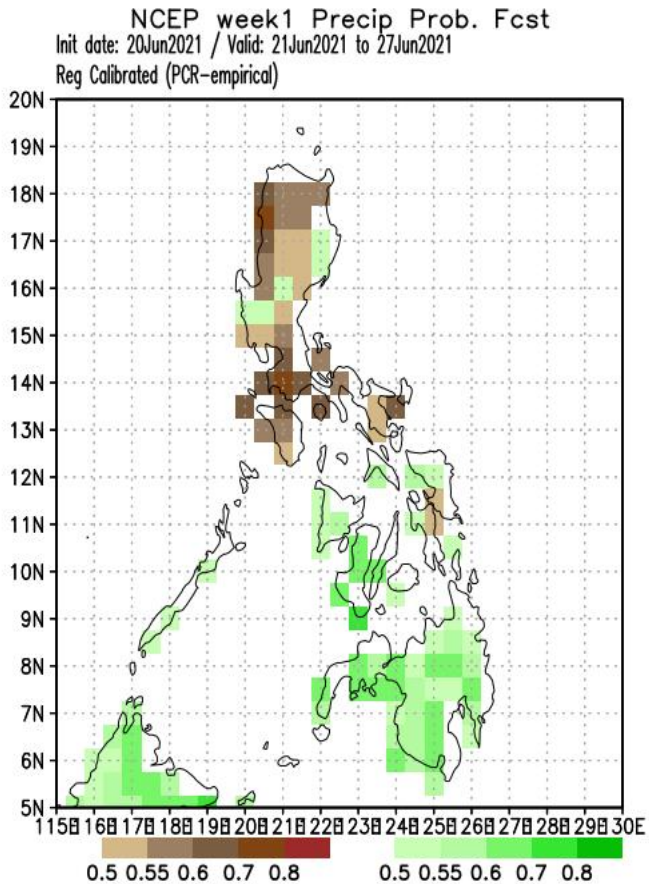 NCEP week1 Precip Prob. Fcst
Init date: 20Jun2021 / Valid: 21Jun2021 to 27Jun2021
Reg Calibrated (PCR-empirical)
20N
19N
18N
17N
16N
15N
14N
13N
12N
11N
10N
9N
8N
7N
6N
5N
115E 116E 117E 118E 119E 120E 121E 122E 123E 124E 125E 126E 127E 128E 129E 130E
0.5 0.55 0.6 0.7 0.8 0.5 0.55 0.6 0.7 0.8